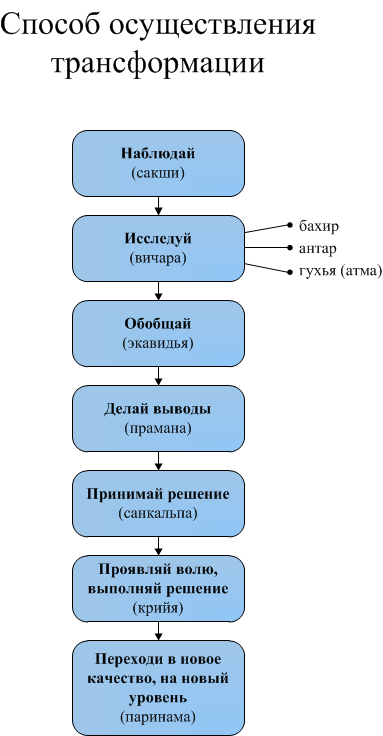 Способ осуществления
трансформации
Наблюдай
(сакши)
Исследуй
(вичара)
бахир
антар
гухья (атма)
Обобщай
(экавидья)
Делай выводы
(прамана)
Принимай решение
(санкальпа)
Проявляй волю,
выполняй решение
(крийя)
Переходи в новое
качество, на новый
уровень
(паринама)